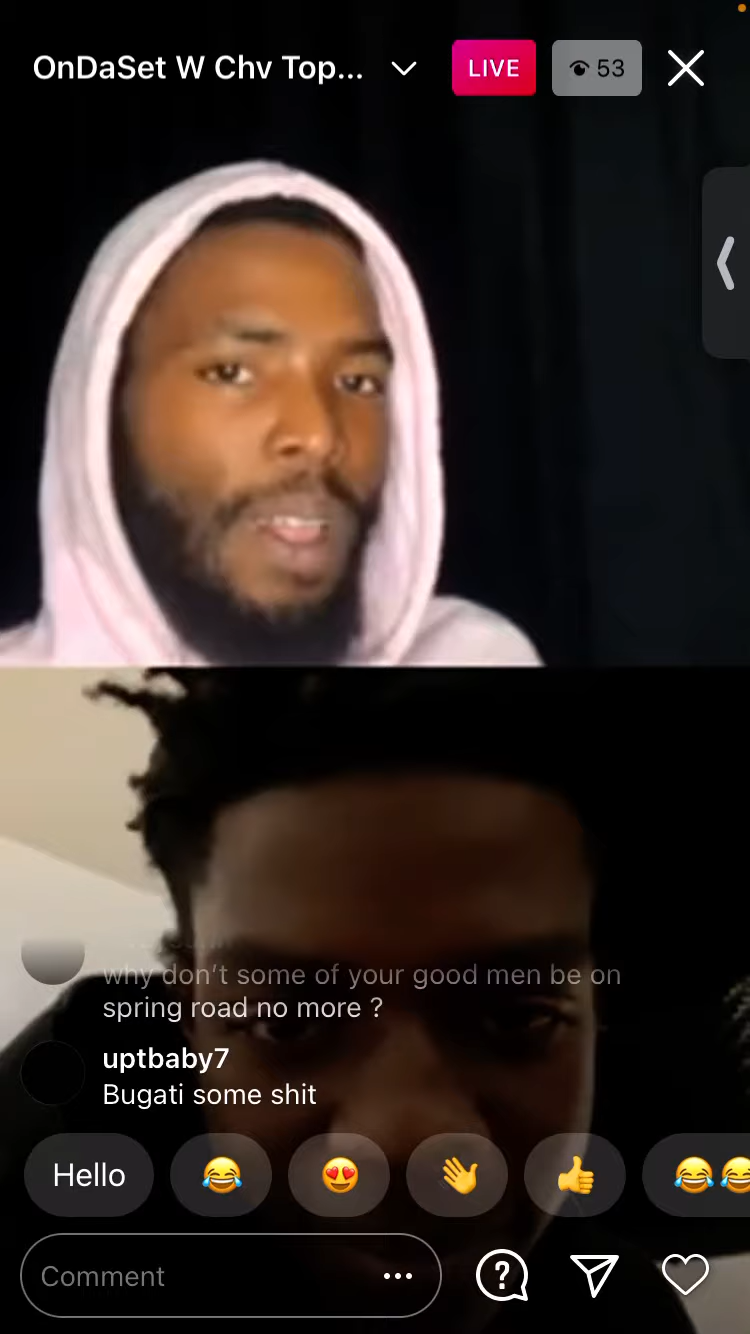 OnDaSet W Chv Top...
LIVE
53
why don’t some of your good men be on
spring road no more ?
uptbaby7
Bugati some shit
Hello
Comment